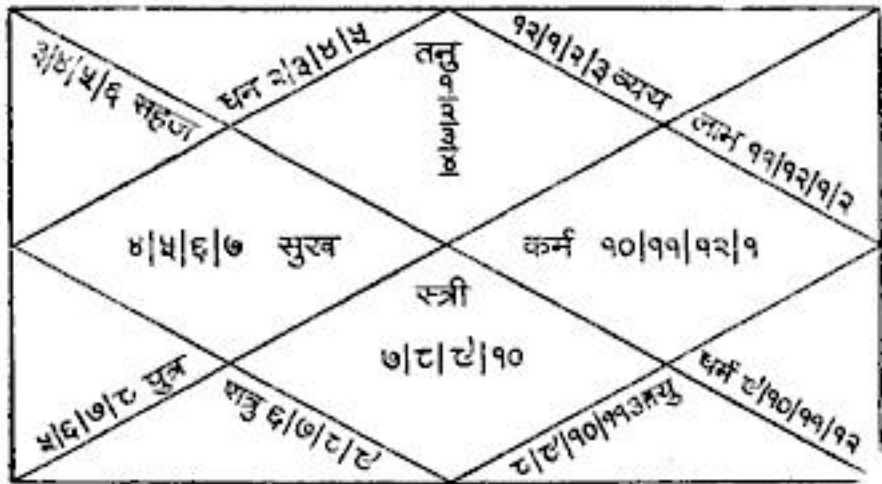 तनु
१|२|३|४
धन २|३|४|५
३|४|५|६ सहज
४|५|६|७ सुख
५|६|७|८ पुत्र
शत्रु ६|७|८|९
स्त्री
७|८|९|१०
८|९|१०|११ आयु
धर्म ९|१०|११|१२
कर्म १०|११|१२|१
लाभ ११|१२|१|२
१२|१|२|३ व्यय